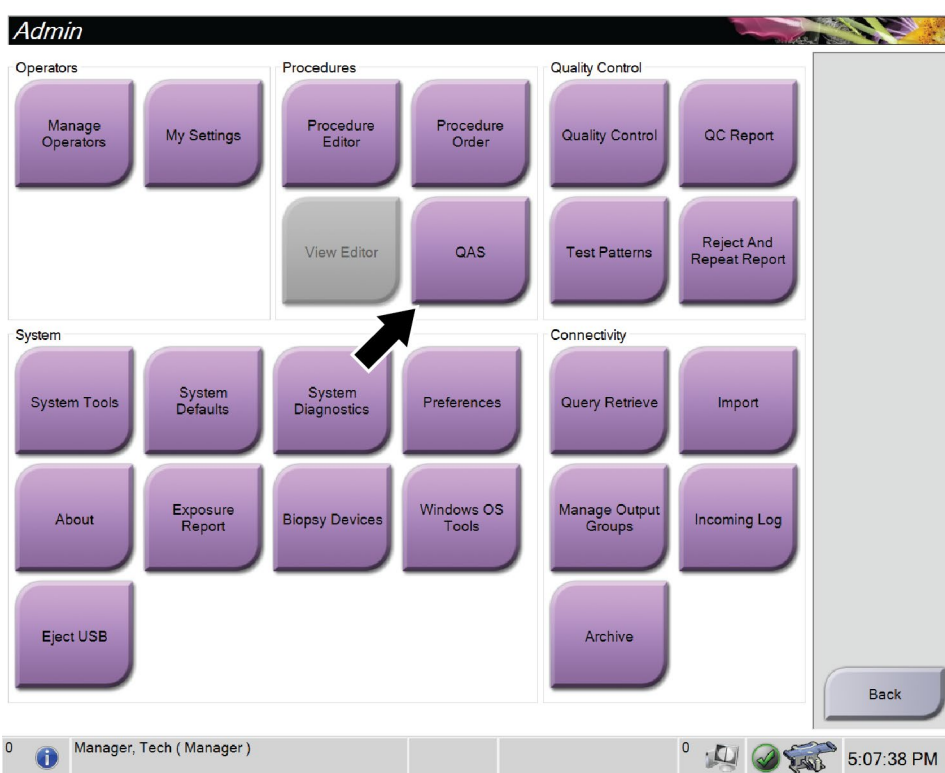 Admin
Operators
Manage
Operators
My Settings
Procedures
Procedure
Editor
Procedure
Order
View Editor
QAS
Quality Control
Quality Control
QC Report
Test Patterns
Reject And
Repeat Report
System
System Tools
System
Defaults
System
Diagnostics
Preferences
About
Exposure
Report
Biopsy Devices
Windows OS
Tools
Eject USB
Connectivity
Query Retrieve
Import
Manage Output
Groups
Incoming Log
Archive
Back
0
Manager, Tech ( Manager )
0
5:07:38 PM